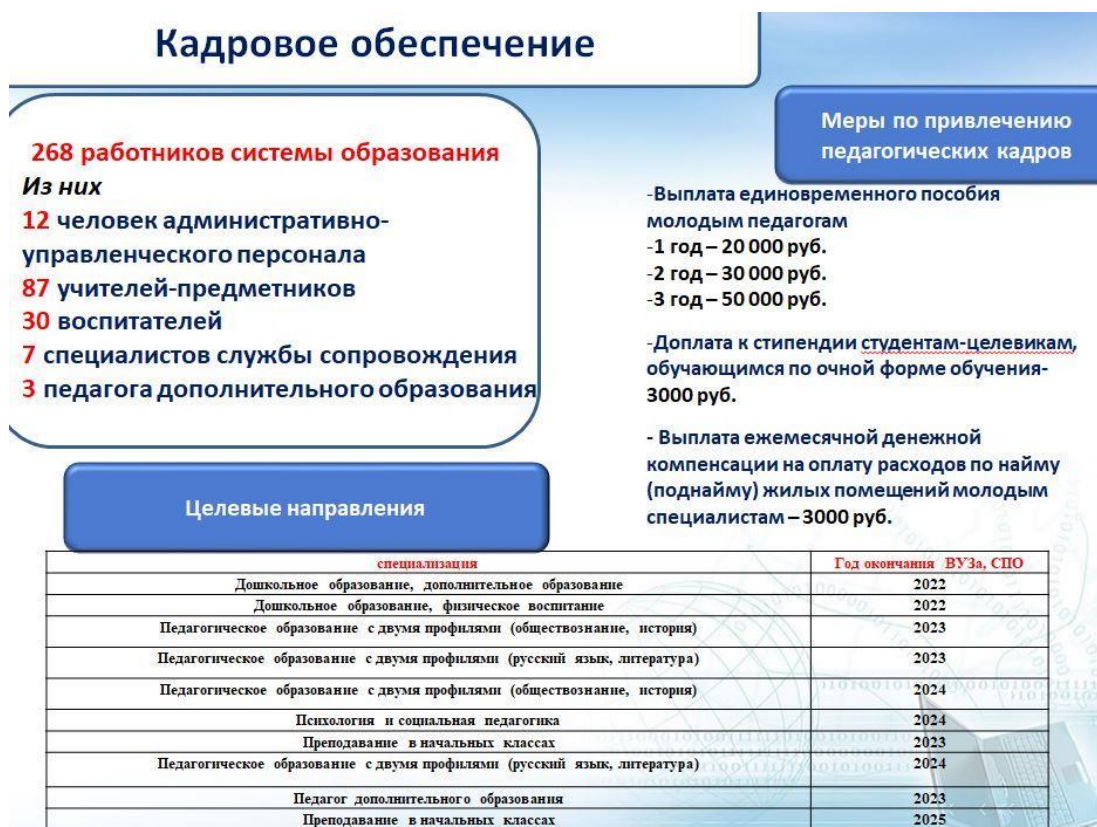 Кадровое обеспечение
268 работников системы образования
Из них
12 человек административно-
управленческого персонала
87 учителей-предметников
30 воспитателей
7 специалистов службы сопровождения
3 педагога дополнительного образования
Меры по привлечению
педагогических кадров
-Выплата единовременного пособия
молодым педагогам
-1 год – 20 000 руб.
-2 год – 30 000 руб.
-3 год – 50 000 руб.
-Доплата к стипендии студентам-целевикам,
обучающимся по очной форме обучения-
3000 руб.
- Выплата ежемесячной денежной
компенсации на оплату расходов по найму
(поднайму) жилых помещений молодым
специалистам – 3000 руб.
Целевые направления
специализация Год окончания ВУЗа, СПО
Дошкольное образование, дополнительное образование 2022
Дошкольное образование, физическое воспитание 2022
Педагогическое образование с двумя профилями (обществознание, история) 2023
Педагогическое образование с двумя профилями (русский язык, литература) 2023
Педагогическое образование с двумя профилями (обществознание, история) 2024
Психология и социальная педагогика 2024
Преподавание в начальных классах 2023
Педагогическое образование с двумя профилями (русский язык, литература) 2024
Педагог дополнительного образования 2023
Преподавание в начальных классах 2025